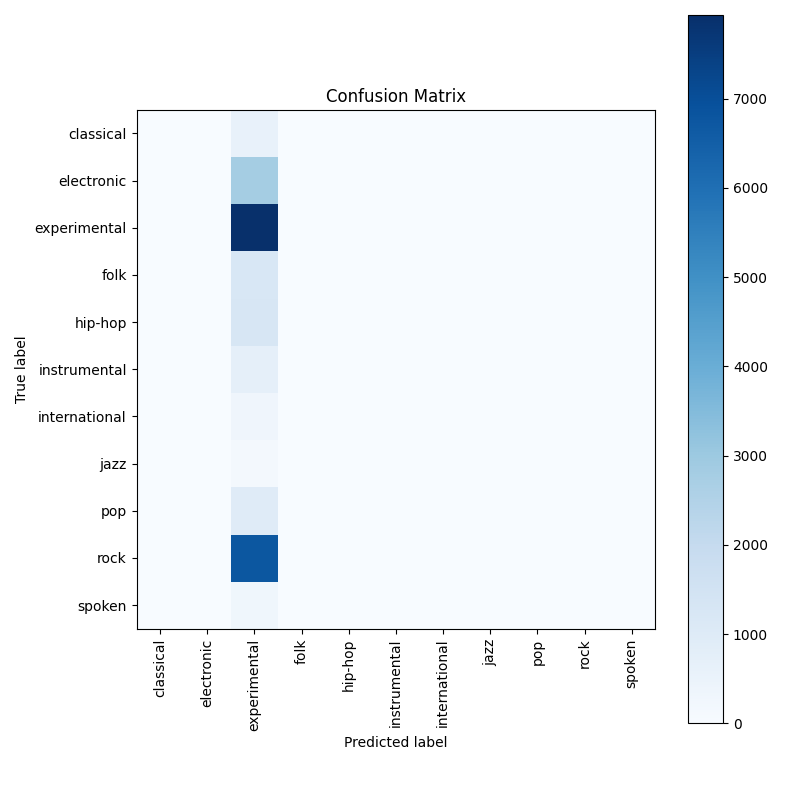 Confusion Matrix
True label
classical
electronic
experimental
folk
hip-hop
instrumental
international
jazz
pop
rock
spoken
classical
electronic
experimental
folk
hip-hop
instrumental
international
jazz
pop
rock
spoken
Predicted label
7000
6000
5000
4000
3000
2000
1000
0